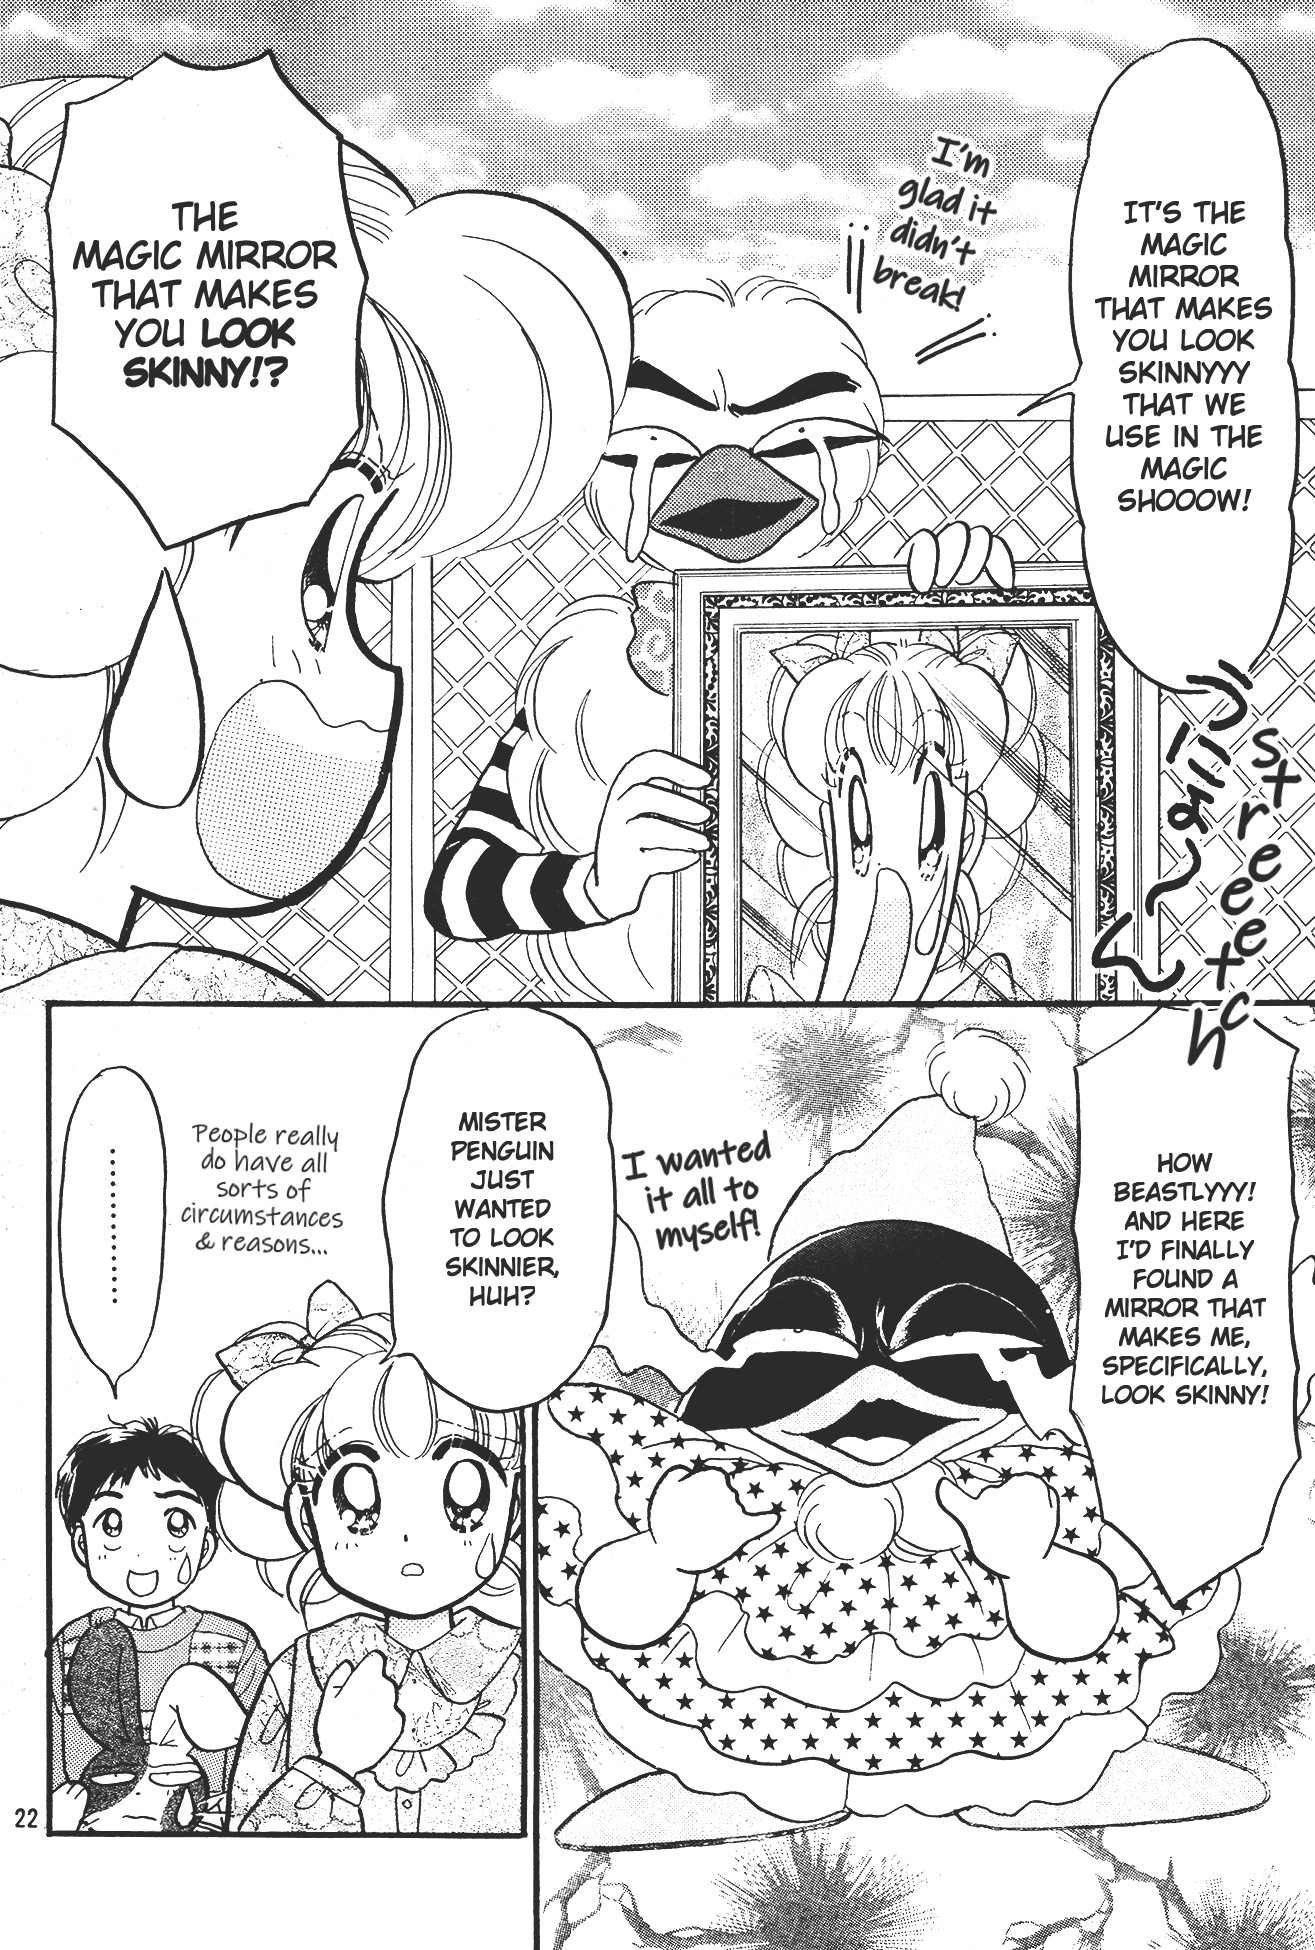 IT'S THE
MAGIC
MIRROR
THAT MAKES
YOU LOOK
SKINNYYY
THAT WE
USE IN THE
MAGIC
SHOOOW!
I'm
glad it
didn't
break!
THE
MAGIC MIRROR
THAT MAKES
YOU LOOK
SKINNY!?
streeetch
HOW
BEASTLYYY!
AND HERE
I'D FINALLY
FOUND A
MIRROR THAT
MAKES ME,
SPECIFICALLY,
LOOK SKINNY!
I wanted
it all to
myself!
MISTER
PENGUIN
JUST
WANTED
TO LOOK
SKINNIER,
HUH?
People really
do have all
sorts of
circumstances
& reasons...
..............
22